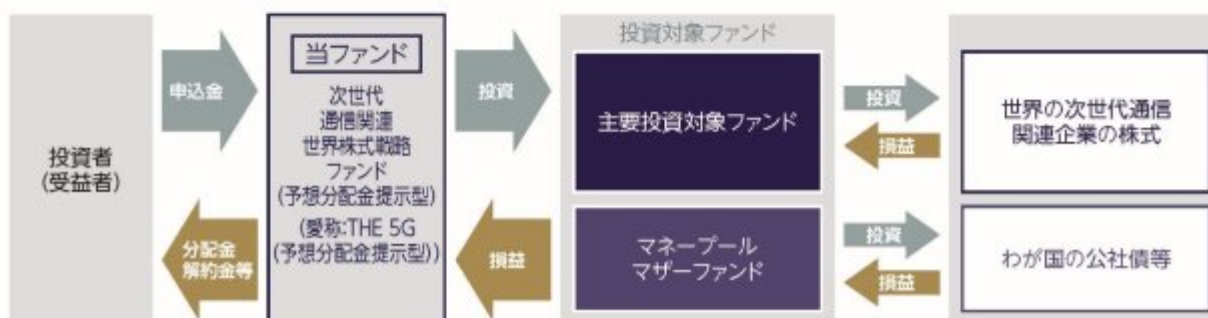 投資者
(受益者)
申込金
分配金
解約金等
当ファンド
次世代
通信関連
世界株式戦略
ファンド
(予想分配金提示型)
(愛称:THE 5G
(予想分配金提示型))
投資
損益
投資対象ファンド
主要投資対象ファンド
マネープール
マザーファンド
投資
損益
投資
損益
世界の次世代通信
関連企業の株式
わが国の公社債等